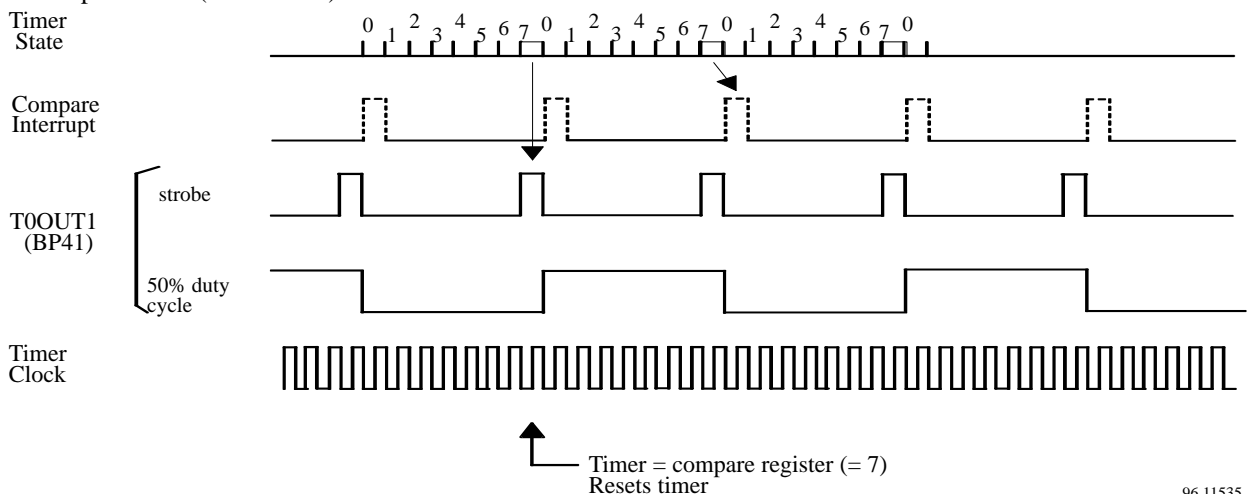 Timer
State
0 1 2 3 4 5 6 7 0 1 2 3 4 5 6 7 0 1 2 3 4 5 6 7 0
Compare
Interrupt
strobe
T0OUT1
(BP41)
50% duty
cycle
Timer
Clock
Timer = compare register (= 7)
Resets timer
96 11535